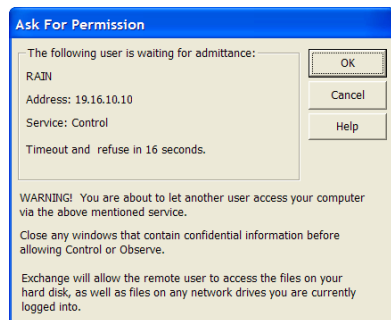 Ask For Permission
The following user is waiting for admittance:
RAIN
Address: 19.16.10.10
Service: Control
Timeout and refuse in 16 seconds.
OK
Cancel
Help
WARNING! You are about to let another user access your computer
via the above mentioned service.
Close any windows that contain confidential information before
allowing Control or Observe.
Exchange will allow the remote user to access the files on your
hard disk, as well as files on any network drives you are currently
logged into.